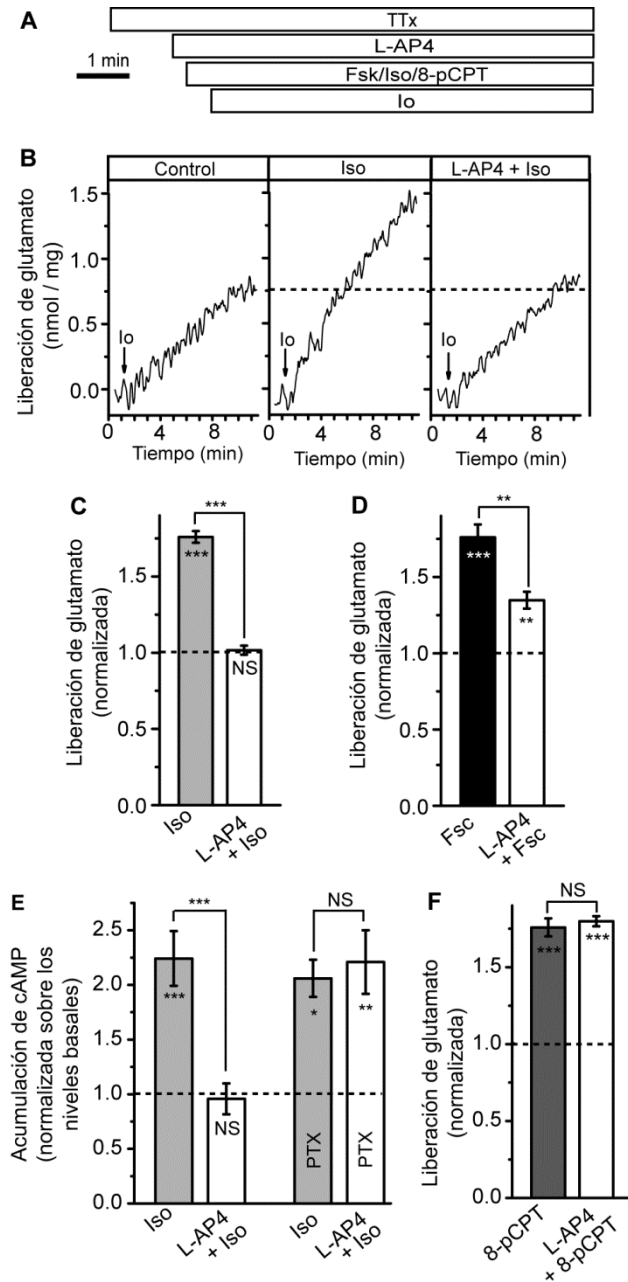 A
TTx
1 min
L-AP4
Fsk/Iso/8-pCPT
Io
B
Control
Iso
L-AP4 + Iso
Liberación de glutamato
(nmol / mg)
1.5
1.0
0.5
0.0
Io
Io
Io
0 4 8
4 8
4 8
Tiempo (min)
Tiempo (min)
Tiempo (min)
C
Liberación de glutamato
(normalizada)
1.5
1.0
0.5
0.0
***
***
NS
Iso
L-AP4
+ Iso
D
Liberación de glutamato
(normalizada)
1.5
1.0
0.5
0.0
**
***
**
Fsc
L-AP4
+ Fsc
E
Acumulación de cAMP
(normalizada sobre los
niveles basales)
2.5
2.0
1.5
1.0
0.5
0.0
***
NS
***
NS
*
**
PTX
PTX
Iso
L-AP4
+ Iso
Iso
L-AP4
+ Iso
F
Liberación de glutamato
(normalizada)
1.5
1.0
0.5
0.0
NS
***
***
8-pCPT
L-AP4
+ 8-pCPT